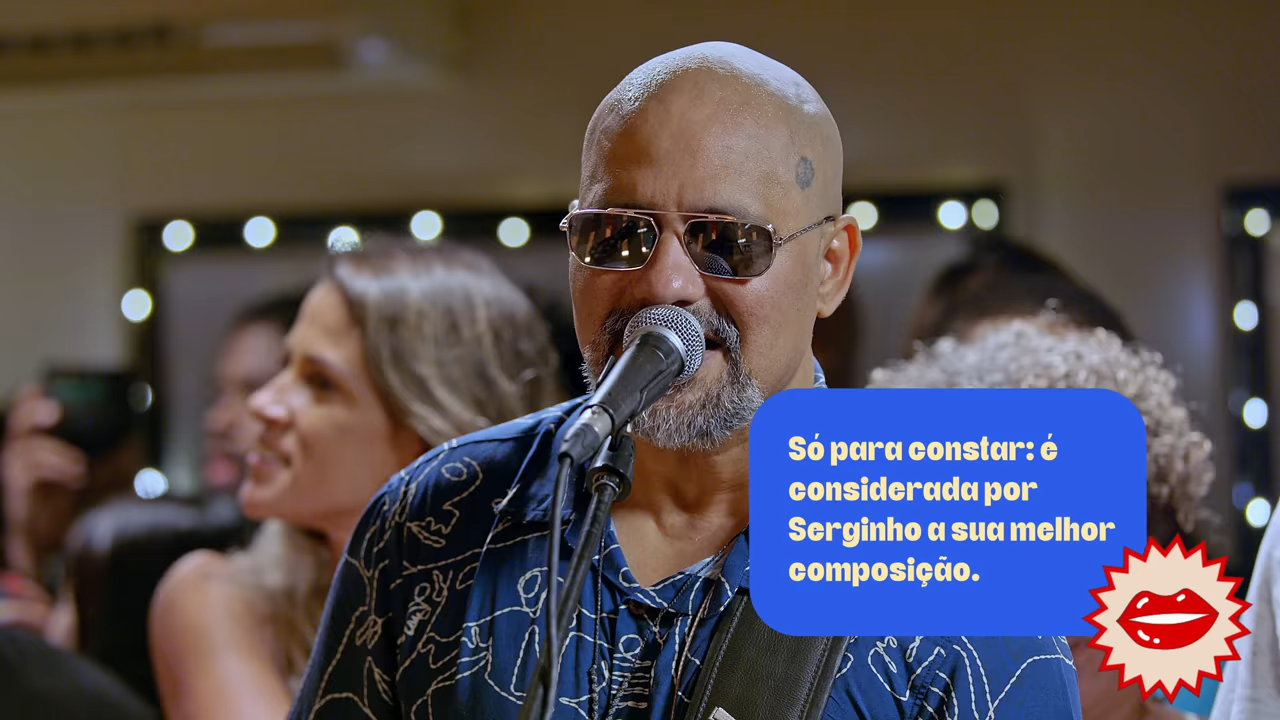 Só para constar: é
considerada por
Serginho a sua melhor
composição.